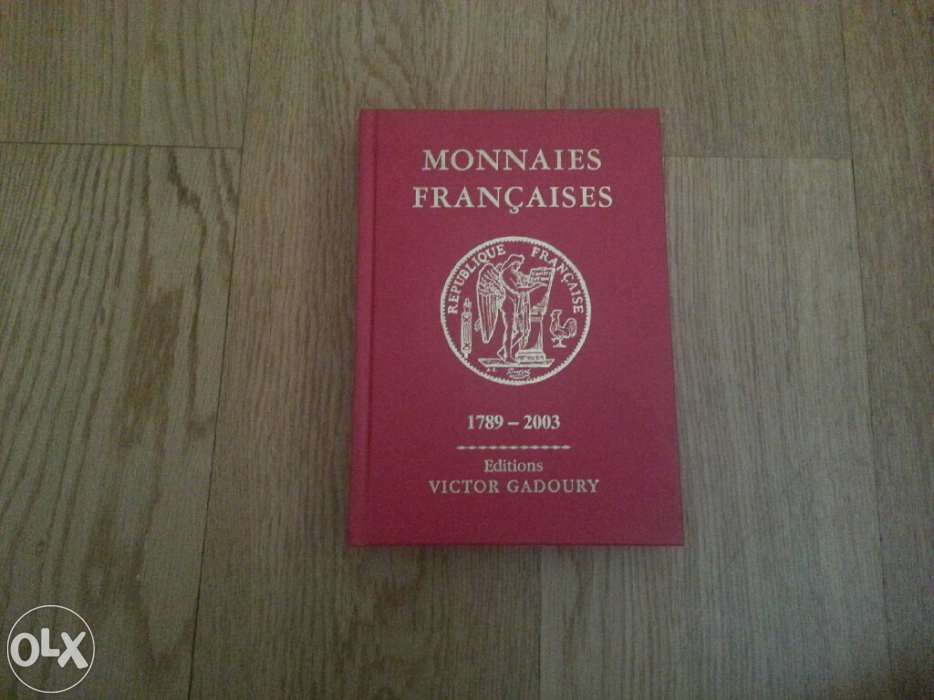 MONNAIES
FRANÇAISES
REPUBLIQUE FRANÇAISE
1789 – 2003
Editions
VICTOR GADOURY
OLX